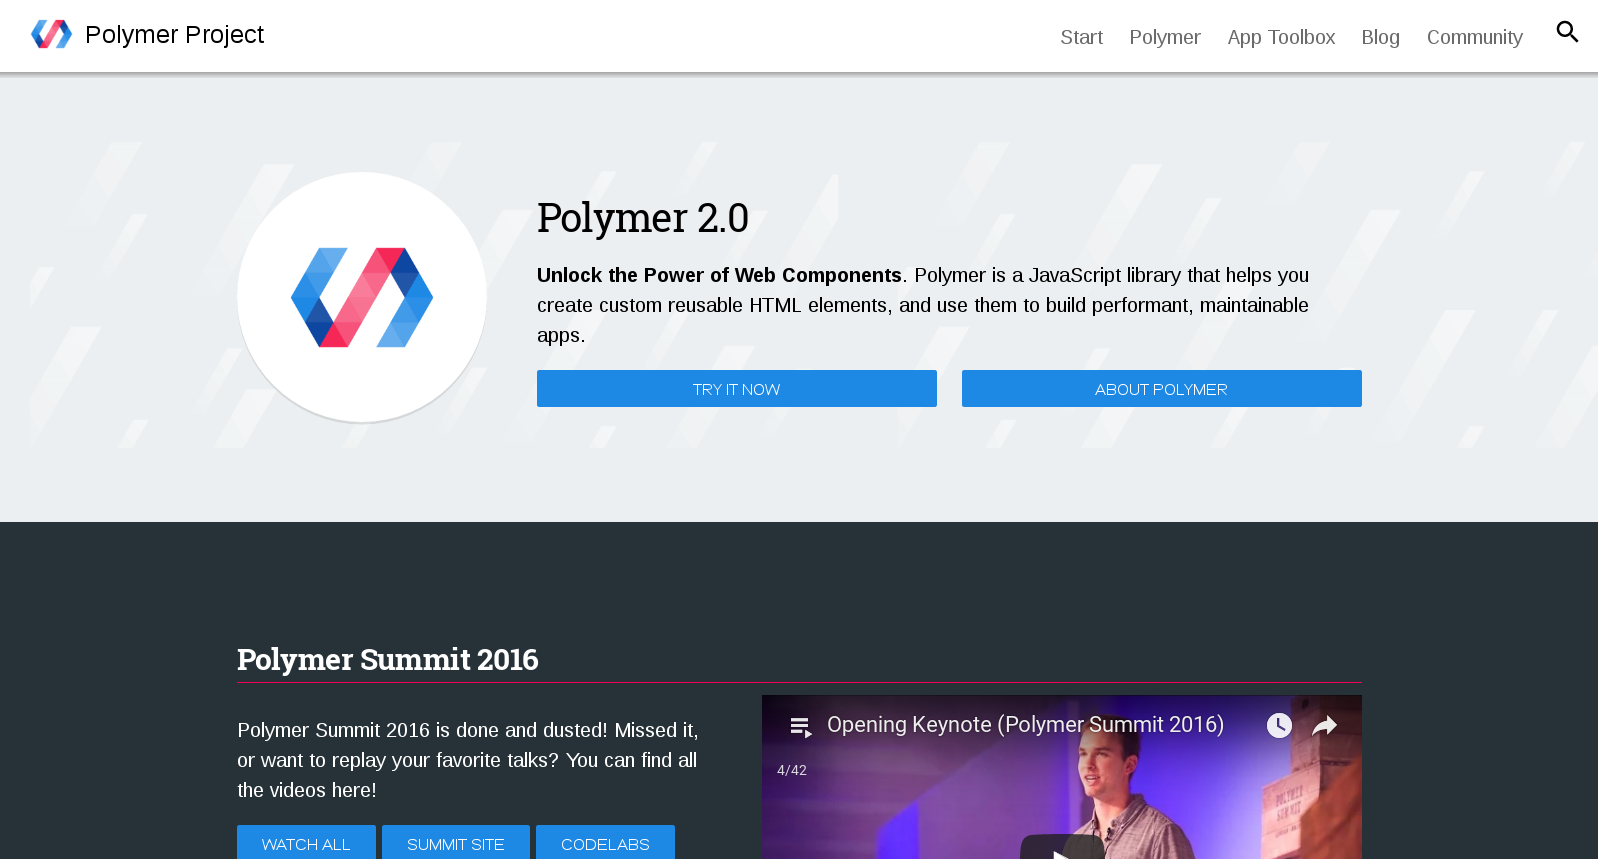 Polymer Project
Start Polymer App Toolbox Blog Community
Polymer 2.0
Unlock the Power of Web Components. Polymer is a JavaScript library that helps you
create custom reusable HTML elements, and use them to build performant, maintainable
apps.
TRY IT NOW
ABOUT POLYMER
Polymer Summit 2016
Polymer Summit 2016 is done and dusted! Missed it,
or want to replay your favorite talks? You can find all
the videos here!
WATCH ALL
SUMMIT SITE
CODELABS
Opening Keynote (Polymer Summit 2016)
4/42
POLYMER
SUMMIT